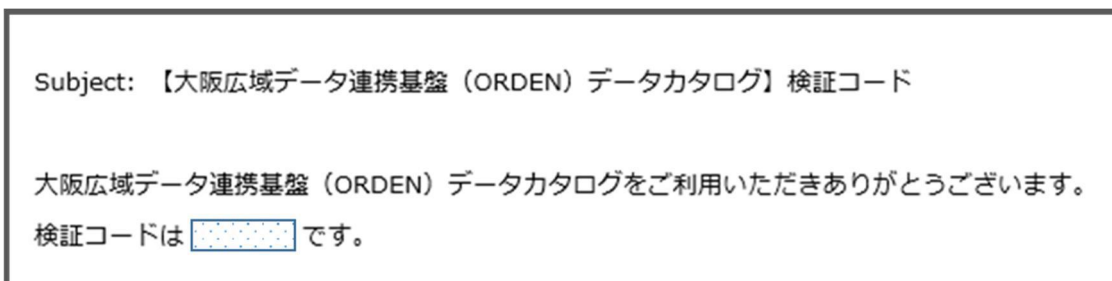 Subject: 【大阪広域データ連携基盤（ORDEN）データカタログ】検証コード
大阪広域データ連携基盤（ORDEN）データカタログをご利用いただきありがとうございます。
検証コードは です。